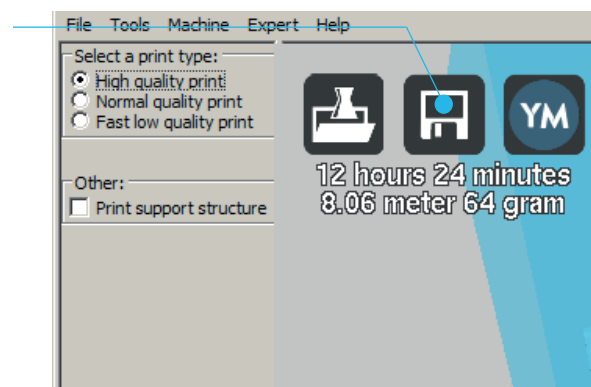 File Tools Machine Expert Help
Select a print type:
High quality print
Normal quality print
Fast low quality print
Other:
Print support structure
YM
12 hours 24 minutes
8.06 meter 64 gram